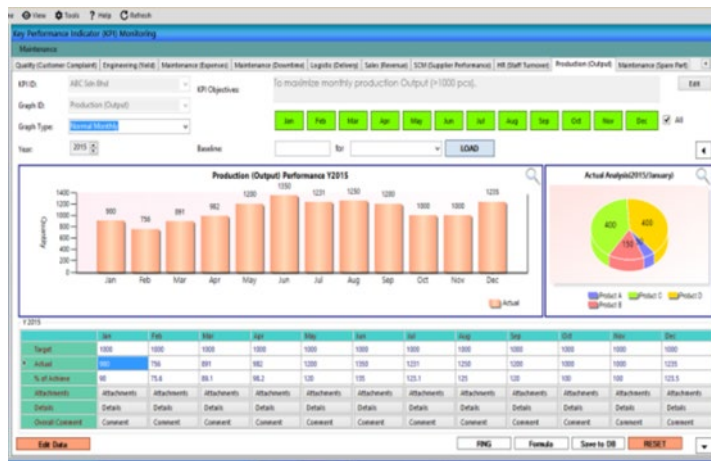 View Tools ? Help Refresh
Key Performance Indicator (KPI) Monitoring
Maintenance
Quality (Customer Complaint) Engineering (Yield) Maintenance (Expenses) Maintenance (Downtime) Logistic (Delivery) Sales (Revenue) SCM (Supplier Performance) HR (Staff Turnover) Production (Output) Maintenance (Spare Part)
KPI ID: ABC Sdn Bhd KPI Objectives: To maximize monthly production Output (>1000 pcs). Edit
Graph ID: Production (Output)
Jan Feb Mar Apr May Jun Jul Aug Sep Oct Nov Dec All
Graph Type: Normal Monthly
Year: 2015 Baseline: for LOAD
Production (Output) Performance Y2015
Quantity
1400
1200
1000
800
600
400
200
0
900 756 891 982 1200 1350 1231 1250 1200 1000 1000 1235
Jan Feb Mar Apr May Jun Jul Aug Sep Oct Nov Dec
Actual
Actual Analysis(2015/January)
400 400
150
Product A Product C Product D
Product B
Y 2015
Jan Feb Mar Apr May Jun Jul Aug Sep Oct Nov Dec
Target 1000 1000 1000 1000 1000 1000 1000 1000 1000 1000 1000 1000
Actual 900 756 891 982 1200 1350 1231 1250 1200 1000 1000 1235
% of Achieve 90 75.6 89.1 98.2 120 135 123.1 125 120 100 100 123.5
Attachments Attachments Attachments Attachments Attachments Attachments Attachments Attachments Attachments Attachments Attachments Attachments Attachments
Details Details Details Details Details Details Details Details Details Details Details Details Details
Overall Comment Comment Comment Comment Comment Comment Comment Comment Comment Comment Comment Comment Comment
Edit Data PING Formula Save to DB RESET